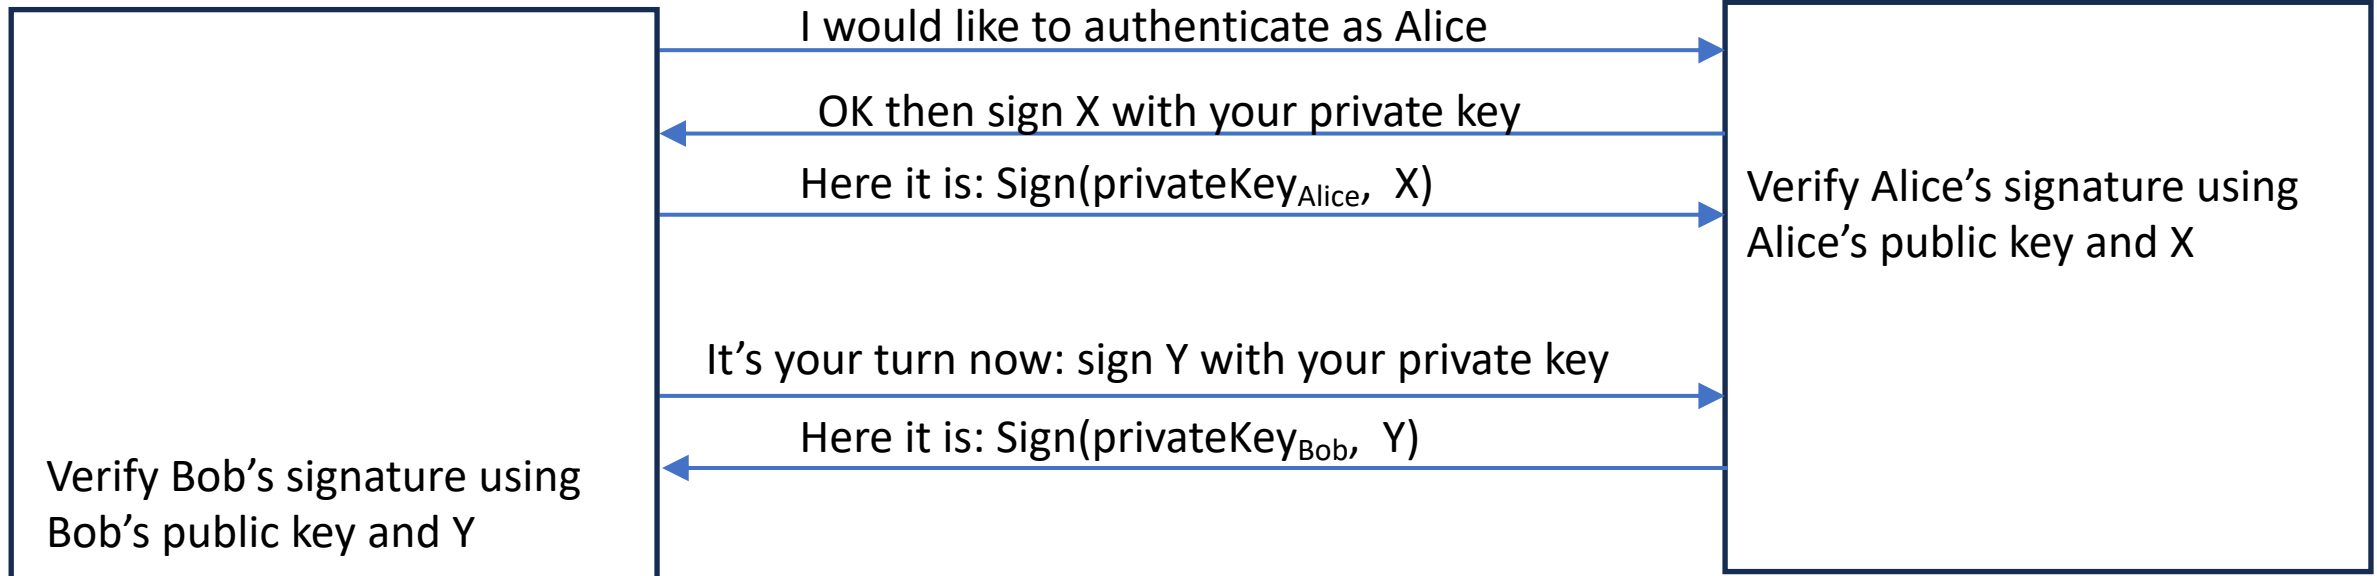 I would like to authenticate as Alice
OK then sign X with your private key
Here it is: Sign(privateKeyAlice,  X)
Verify Alice’s signature using
Alice’s public key and X
It’s your turn now: sign Y with your private key
Here it is: Sign(privateKeyBob,  Y)
Verify Bob’s signature using
Bob’s public key and Y